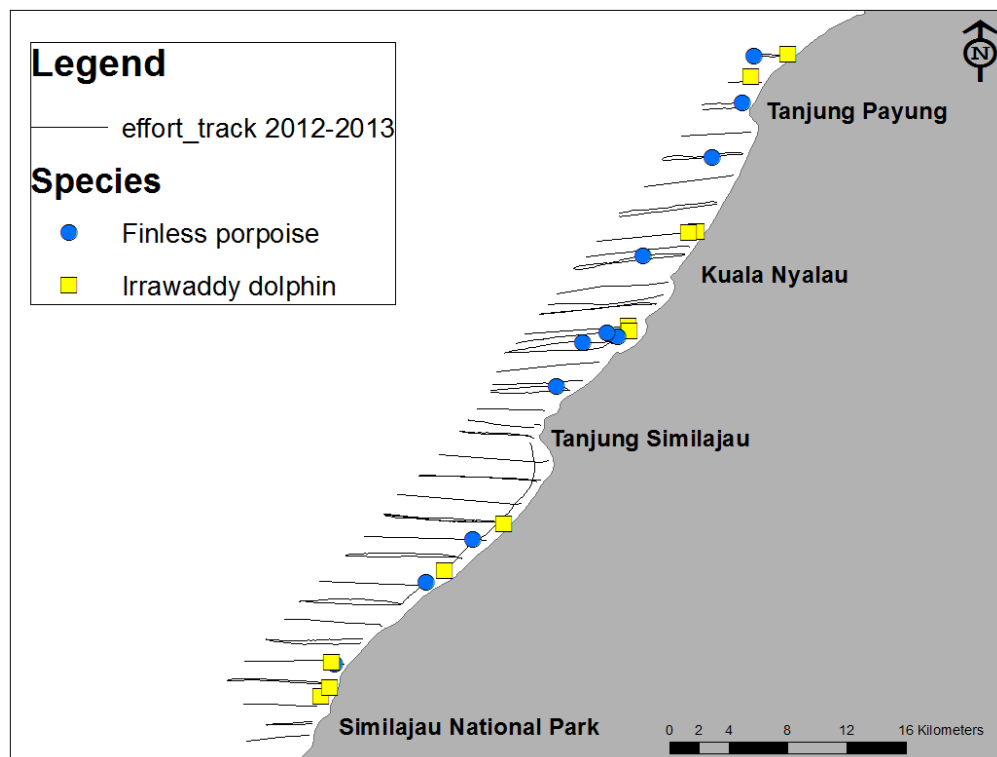 Legend
effort_track 2012-2013
Species
Finless porpoise
Irrawaddy dolphin
N
Tanjung Payung
Kuala Nyalau
Tanjung Similajau
Similajau National Park
0 2 4 8 12 16 Kilometers